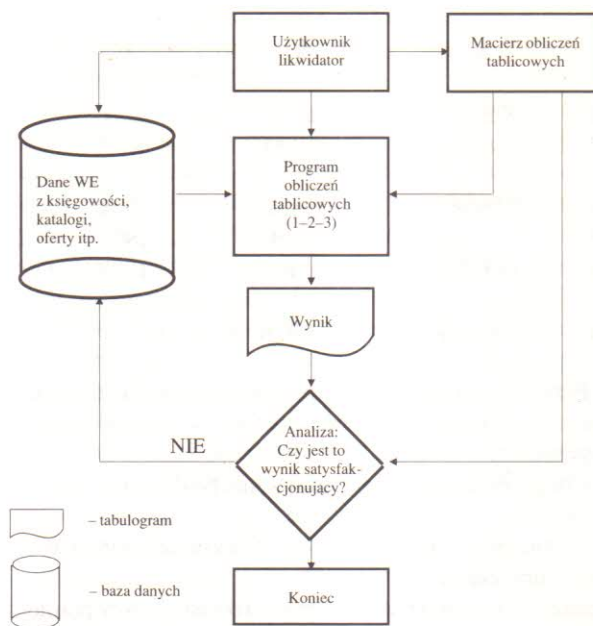 Użytkownik
likwidator
Macierz obliczeń
tablicowych
Dane WE
z księgowości,
katalogi,
oferty itp.
Program
obliczeń
tablicowych
(1–2–3)
Wynik
NIE
Analiza:
Czy jest to
wynik satysfak-
cjonujący?
– tabulogram
– baza danych
Koniec